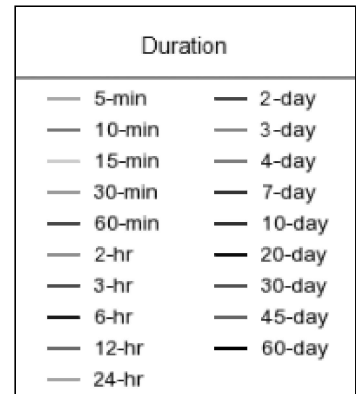 Duration
5-min
10-min
15-min
30-min
60-min
2-hr
3-hr
6-hr
12-hr
24-hr
2-day
3-day
4-day
7-day
10-day
20-day
30-day
45-day
60-day